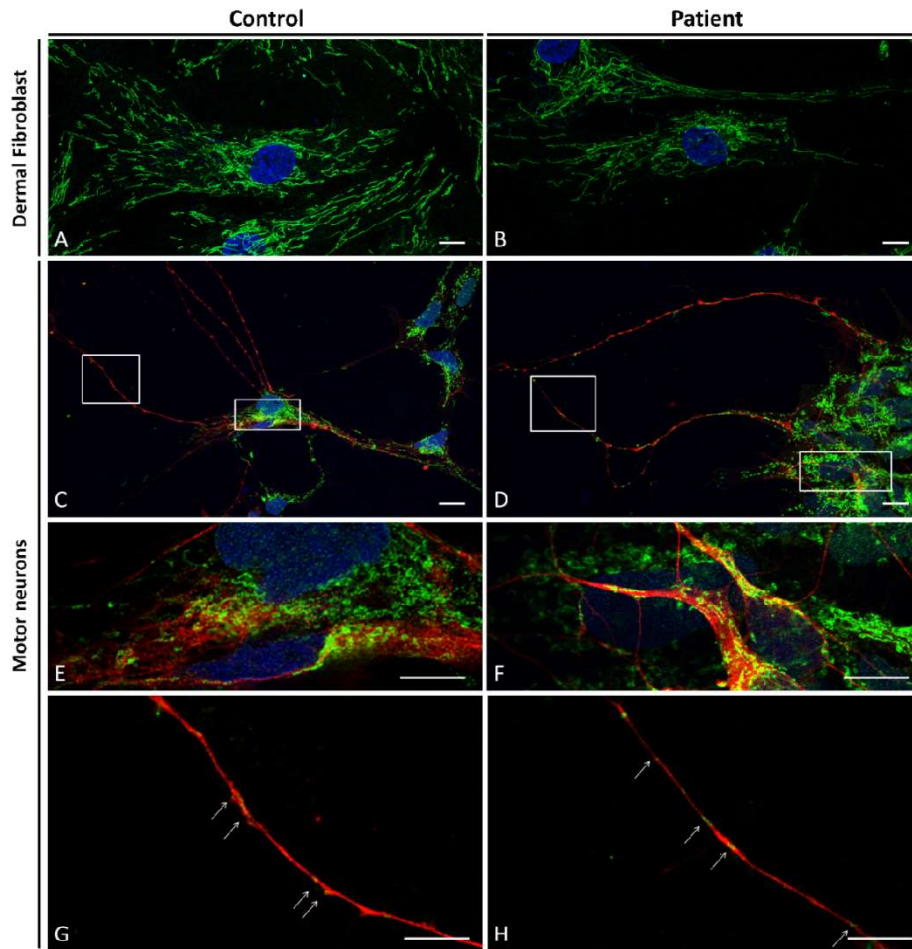 Control
Patient
Dermal Fibroblast
A
B
Motor neurons
C
D
E
F
G
H